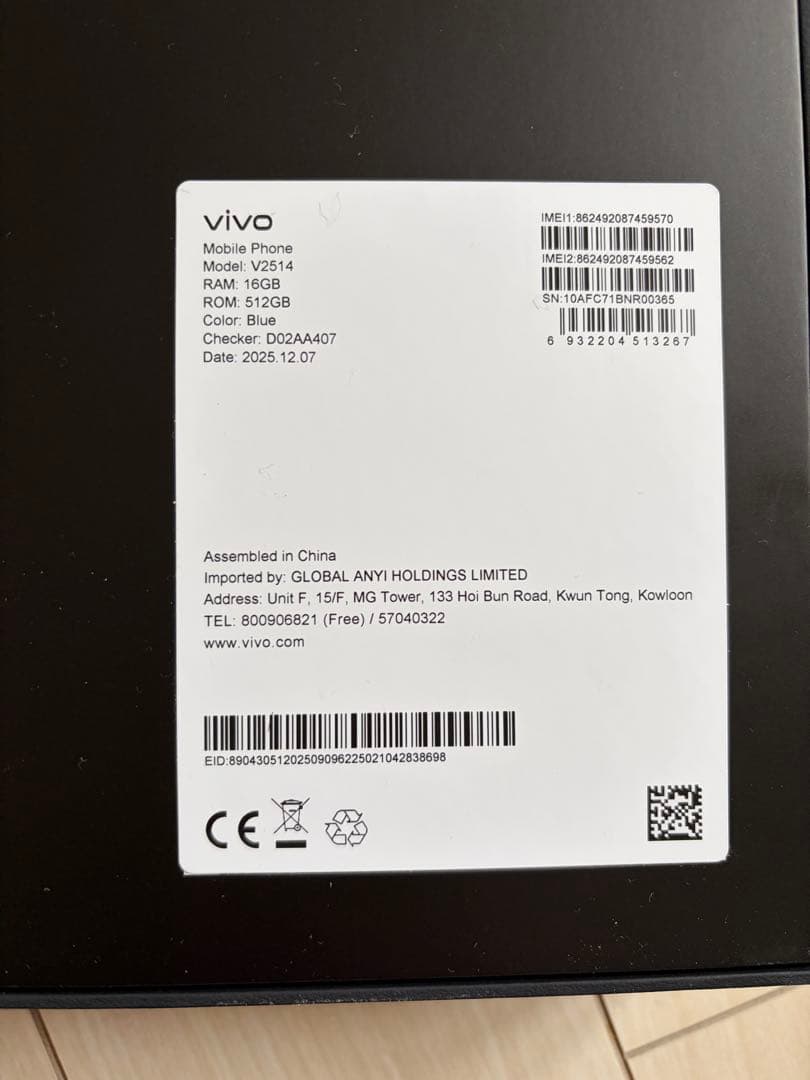 vivo
Mobile Phone
Model: V2514
RAM: 16GB
ROM: 512GB
Color: Blue
Checker: D02AA407
Date: 2025.12.07
IMEI1:862492087459570
IMEI2:862492087459562
SN:10AFC71BNR00365
6 932204 513267
Assembled in China
Imported by: GLOBAL ANYI HOLDINGS LIMITED
Address: Unit F, 15/F, MG Tower, 133 Hoi Bun Road, Kwun Tong, Kowloon
TEL: 800906821 (Free) / 57040322
www.vivo.com
EID:89043051202509096225021042838698
CE